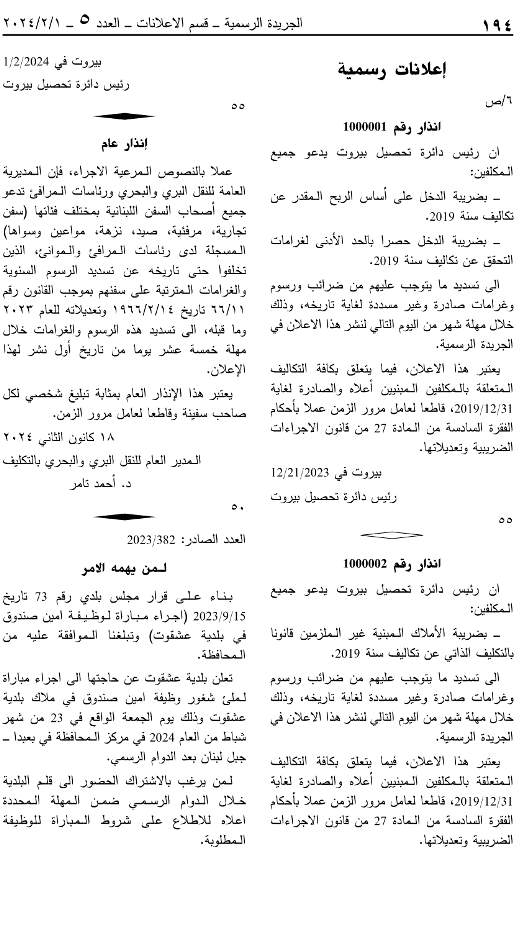 ١٩٤
الجريدة الرسمية ــ قسم الاعلانات ــ العدد ٥ ــ ٢٠٢٤/٢/١
إعلانات رسمية
٦/ص
انذار رقم 1000001
ان رئيس دائرة تحصيل بيروت يدعو جميع
المكلفين:
ــ بضريبة الدخل على أساس الربح المقدر عن
تكاليف سنة 2019.
ــ بضريبة الدخل حصرا بالحد الأدنى لغرامات
التحقق عن تكاليف سنة 2019.
الى تسديد ما يتوجب عليهم من ضرائب ورسوم
وغرامات صادرة وغير مسددة لغاية تاريخه، وذلك
خلال مهلة شهر من اليوم التالي لنشر هذا الاعلان في
الجريدة الرسمية.
يعتبر هذا الاعلان، فيما يتعلق بكافة التكاليف
المتعلقة بالمكلفين المبنيين أعلاه والصادرة لغاية
2019/12/31، قاطعا لعامل مرور الزمن عملا بأحكام
الفقرة السادسة من المادة 27 من قانون الاجراءات
الضريبية وتعديلاتها.
بيروت في 12/21/2023
رئيس دائرة تحصيل بيروت
٥٥
انذار رقم 1000002
ان رئيس دائرة تحصيل بيروت يدعو جميع
المكلفين:
ــ بضريبة الأملاك المبنية غير الملزمين قانونا
بالتكليف الذاتي عن تكاليف سنة 2019.
الى تسديد ما يتوجب عليهم من ضرائب ورسوم
وغرامات صادرة وغير مسددة لغاية تاريخه، وذلك
خلال مهلة شهر من اليوم التالي لنشر هذا الاعلان في
الجريدة الرسمية.
يعتبر هذا الاعلان، فيما يتعلق بكافة التكاليف
المتعلقة بالمكلفين المبنيين أعلاه والصادرة لغاية
2019/12/31، قاطعا لعامل مرور الزمن عملا بأحكام
الفقرة السادسة من المادة 27 من قانون الاجراءات
الضريبية وتعديلاتها.
بيروت في 1/2/2024
رئيس دائرة تحصيل بيروت
٥٥
إنذار عام
عملا بالنصوص المرعية الاجراء، فإن المديرية
العامة للنقل البري والبحري ورئاسات المرافئ تدعو
جميع أصحاب السفن اللبنانية بمختلف فئاتها (سفن
تجارية، مرفئية، صيد، نزهة، مواعين وسواها)
المسجلة لدى رئاسات المرافئ والموانئ، الذين
تخلفوا حتى تاريخه عن تسديد الرسوم السنوية
والغرامات المترتبة على سفنهم بموجب القانون رقم
٦٦/١١ تاريخ ١٩٦٦/٢/١٤ وتعديلاته للعام ٢٠٢٣
وما قبله، الى تسديد هذه الرسوم والغرامات خلال
مهلة خمسة عشر يوما من تاريخ أول نشر لهذا
الإعلان.
يعتبر هذا الإنذار العام بمثابة تبليغ شخصي لكل
صاحب سفينة وقاطعا لعامل مرور الزمن.
١٨ كانون الثاني ٢٠٢٤
المدير العام للنقل البري والبحري بالتكليف
د. أحمد تامر
٥٠
العدد الصادر: 2023/382
لمن يهمه الامر
بناء على قرار مجلس بلدي رقم 73 تاريخ
2023/9/15 (اجراء مباراة لوظيفة امين صندوق
في بلدية عشقوت) وتبلغنا الموافقة عليه من
المحافظة.
تعلن بلدية عشقوت عن حاجتها الى اجراء مباراة
لملئ شغور وظيفة امين صندوق في ملاك بلدية
عشقوت وذلك يوم الجمعة الواقع في 23 من شهر
شباط من العام 2024 في مركز المحافظة في بعبدا ــ
جبل لبنان بعد الدوام الرسمي.
لمن يرغب بالاشتراك الحضور الى قلم البلدية
خلال الدوام الرسمي ضمن المهلة المحددة
اعلاه للاطلاع على شروط المباراة للوظيفة
المطلوبة.